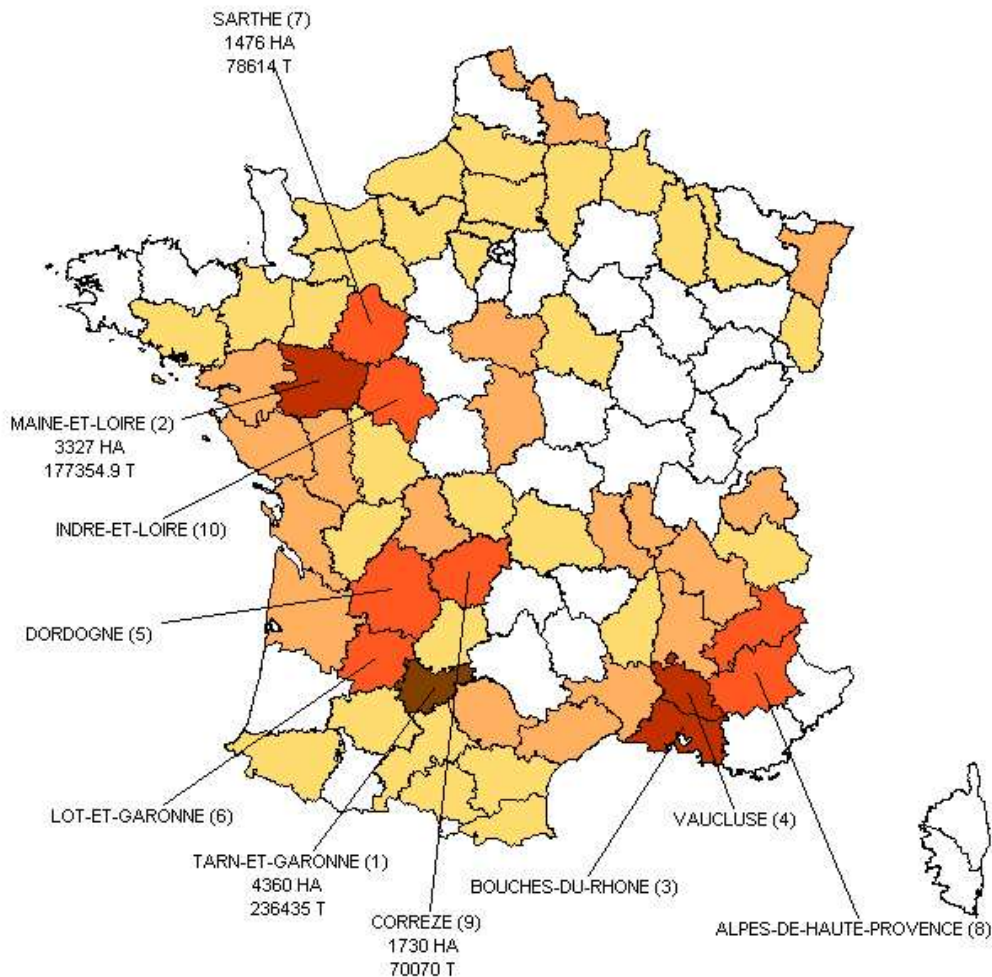 SARTHE (7)
1476 HA
78614 T
MAINE-ET-LOIRE (2)
3327 HA
177354.9 T
INDRE-ET-LOIRE (10)
DORDOGNE (5)
LOT-ET-GARONNE (6)
TARN-ET-GARONNE (1)
4360 HA
236435 T
CORREZE (9)
1730 HA
70070 T
BOUCHES-DU-RHONE (3)
VAUCLUSE (4)
ALPES-DE-HAUTE-PROVENCE (8)